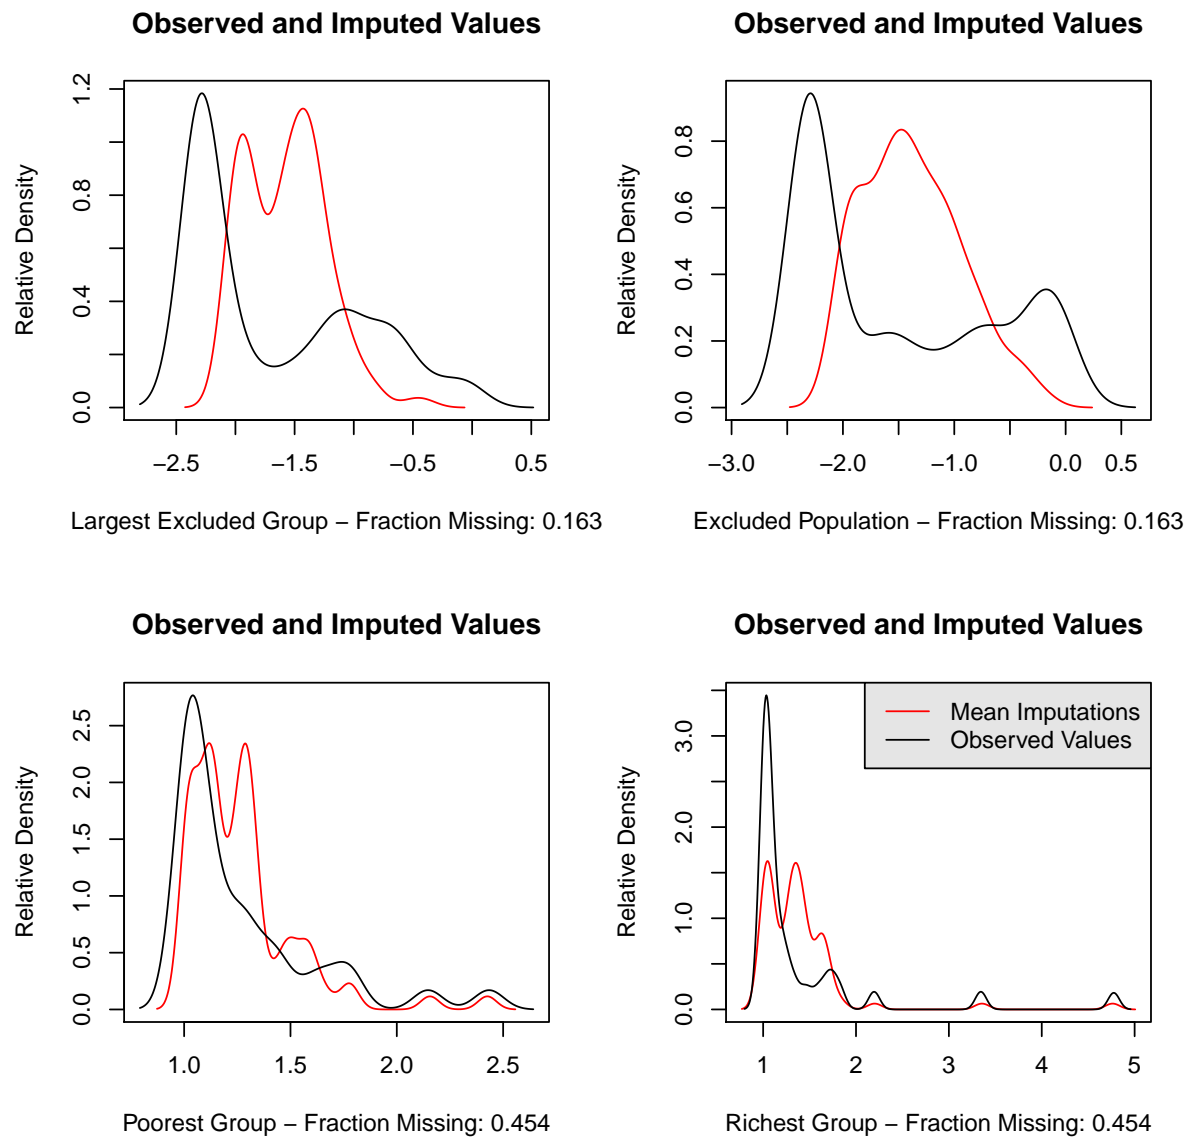 Observed and Imputed Values
Relative Density
0.0 0.4 0.8 1.2
−2.5 −1.5 −0.5 0.5
Largest Excluded Group − Fraction Missing: 0.163
Observed and Imputed Values
Relative Density
0.0 0.2 0.4 0.6 0.8
−3.0 −2.0 −1.0 0.0 0.5
Excluded Population − Fraction Missing: 0.163
Observed and Imputed Values
Relative Density
0.0 0.5 1.0 1.5 2.0 2.5
1.0 1.5 2.0 2.5
Poorest Group − Fraction Missing: 0.454
Observed and Imputed Values
Mean Imputations
Observed Values
Relative Density
0.0 1.0 2.0 3.0
1 2 3 4 5
Richest Group − Fraction Missing: 0.454